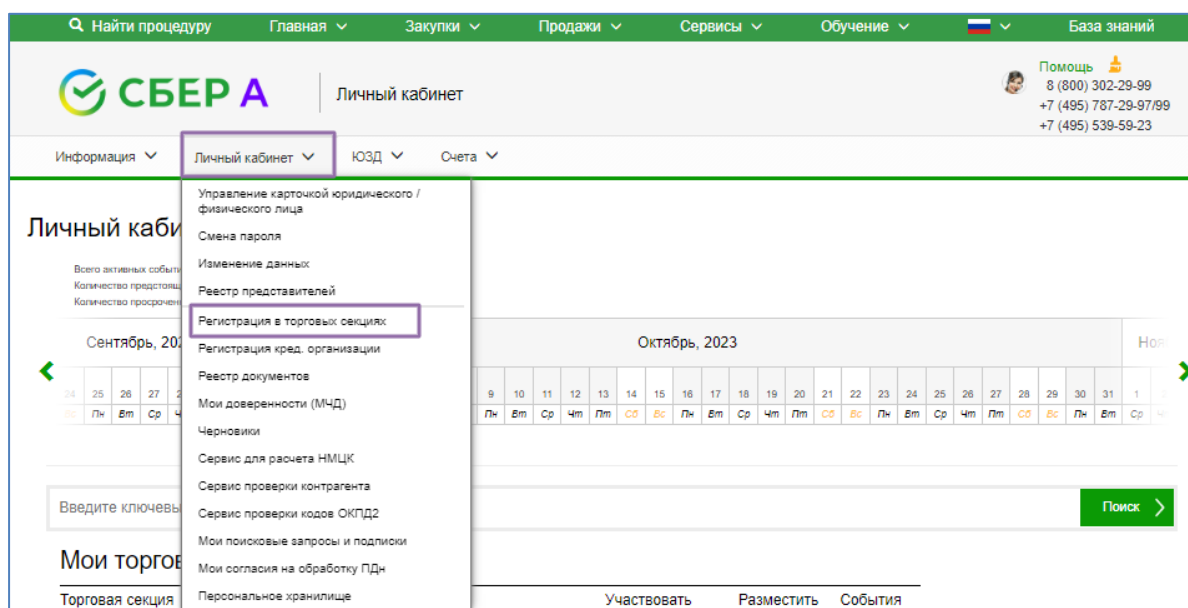 Найти процедуру Главная Закупки Продажи Сервисы Обучение База знаний
СБЕР А Личный кабинет
Помощь
8 (800) 302-29-99
+7 (495) 787-29-97/99
+7 (495) 539-59-23
Информация Личный кабинет ЮЗД Счета
Управление карточкой юридического /
физического лица
Смена пароля
Изменение данных
Реестр представителей
Регистрация в торговых секциях
Регистрация кред. организации
Реестр документов
Мои доверенности (МЧД)
Черновики
Сервис для расчета НМЦК
Сервис проверки контрагента
Сервис проверки кодов ОКПД2
Мои поисковые запросы и подписки
Мои согласия на обработку ПДн
Персональное хранилище
Личный каби
Всего активных событи
Количество предстоящ
Количество просрочен
Сентябрь, 202 Октябрь, 2023 Ноя
24 25 26 27 2 9 10 11 12 13 14 15 16 17 18 19 20 21 22 23 24 25 26 27 28 29 30 31 1
Вс Пн Вт Ср Ч Пн Вт Ср Чт Пт Сб Вс Пн Вт Ср Чт Пт Сб Вс Пн Вт Ср Чт Пт Сб Вс Пн Вт Ср
Введите ключевы Поиск
Мои торгов
Торговая секция Участвовать Разместить События